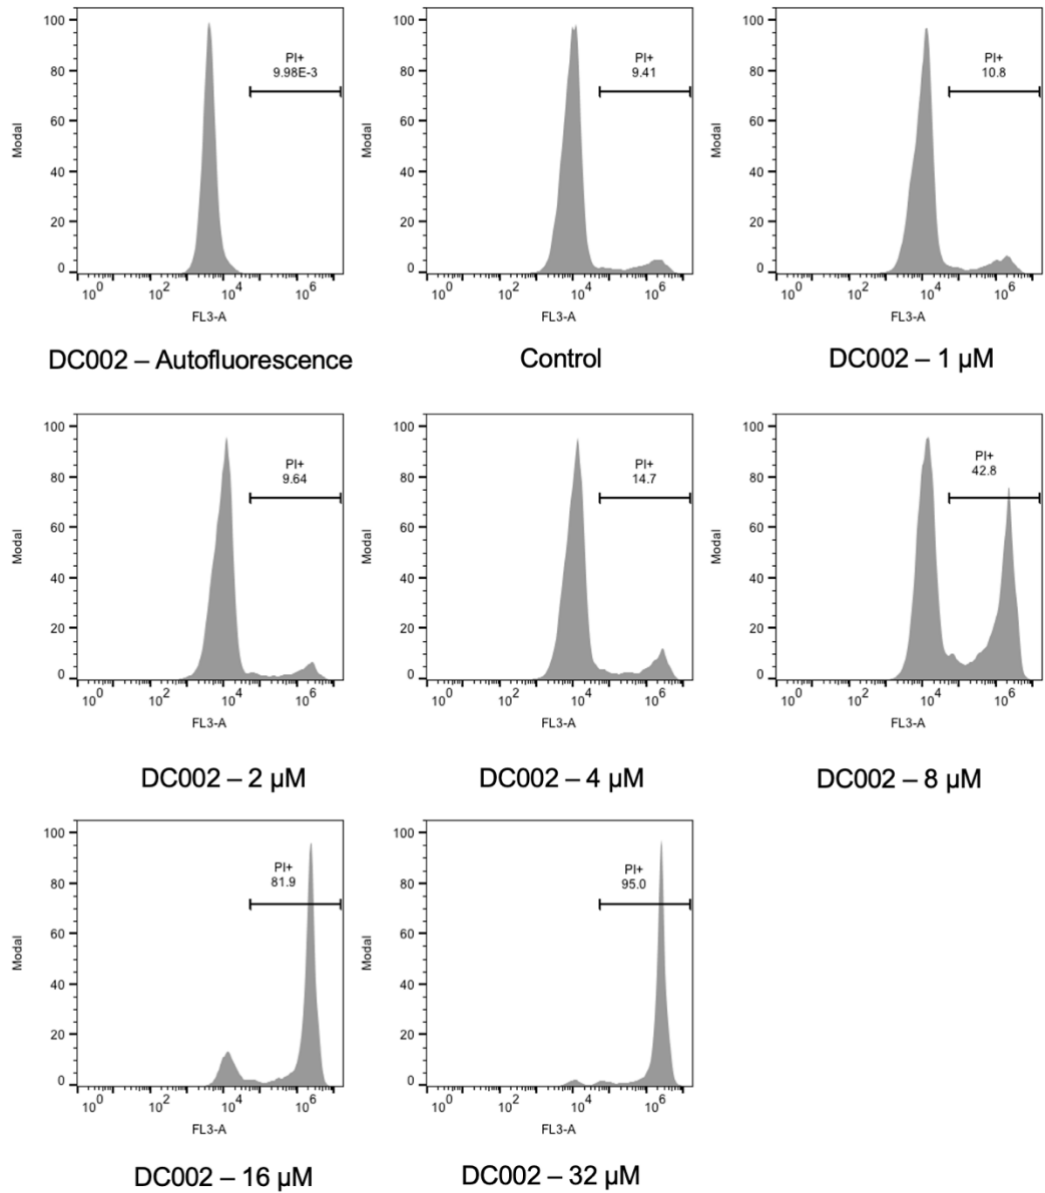 100
80
60
40
20
0
Modal
PI+
9.98E-3
10^0 10^2 10^4 10^6
FL3-A
DC002 – Autofluorescence
100
80
60
40
20
0
Modal
PI+
9.41
10^0 10^2 10^4 10^6
FL3-A
Control
100
80
60
40
20
0
Modal
PI+
10.8
10^0 10^2 10^4 10^6
FL3-A
DC002 – 1 µM
100
80
60
40
20
0
Modal
PI+
9.64
10^0 10^2 10^4 10^6
FL3-A
DC002 – 2 µM
100
80
60
40
20
0
Modal
PI+
14.7
10^0 10^2 10^4 10^6
FL3-A
DC002 – 4 µM
100
80
60
40
20
0
Modal
PI+
42.8
10^0 10^2 10^4 10^6
FL3-A
DC002 – 8 µM
100
80
60
40
20
0
Modal
PI+
81.9
10^0 10^2 10^4 10^6
FL3-A
DC002 – 16 µM
100
80
60
40
20
0
Modal
PI+
95.0
10^0 10^2 10^4 10^6
FL3-A
DC002 – 32 µM